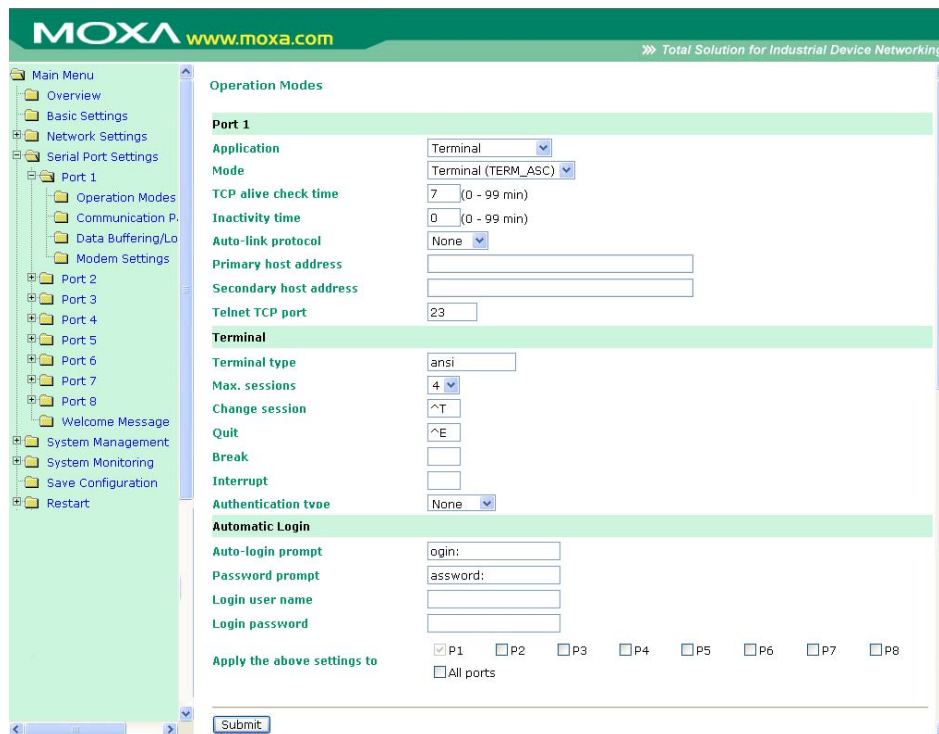 MOXA www.moxa.com
Total Solution for Industrial Device Networking
Main Menu
Overview
Basic Settings
Network Settings
Serial Port Settings
Port 1
Operation Modes
Communication P
Data Buffering/Lo
Modem Settings
Port 2
Port 3
Port 4
Port 5
Port 6
Port 7
Port 8
Welcome Message
System Management
System Monitoring
Save Configuration
Restart
Operation Modes
Port 1
Application Terminal
Mode Terminal (TERM_ASC)
TCP alive check time 7 (0 - 99 min)
Inactivity time 0 (0 - 99 min)
Auto-link protocol None
Primary host address
Secondary host address
Telnet TCP port 23
Terminal
Terminal type ansi
Max. sessions 4
Change session ^T
Quit ^E
Break
Interrupt
Authentication type None
Automatic Login
Auto-login prompt ogin:
Password prompt assword:
Login user name
Login password
Apply the above settings to P1 P2 P3 P4 P5 P6 P7 P8
All ports
Submit